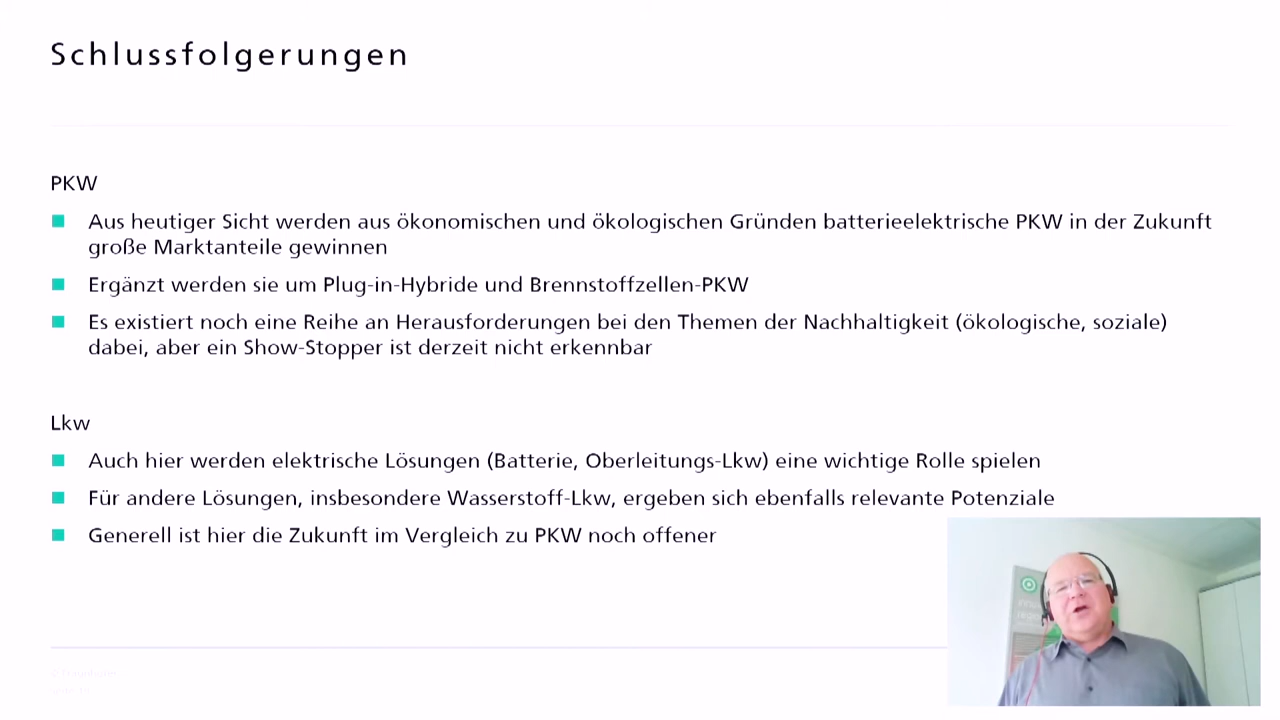 Schlussfolgerungen
PKW
Aus heutiger Sicht werden aus ökonomischen und ökologischen Gründen batterieelektrische PKW in der Zukunft
große Marktanteile gewinnen
Ergänzt werden sie um Plug-in-Hybride und Brennstoffzellen-PKW
Es existiert noch eine Reihe an Herausforderungen bei den Themen der Nachhaltigkeit (ökologische, soziale)
dabei, aber ein Show-Stopper ist derzeit nicht erkennbar
Lkw
Auch hier werden elektrische Lösungen (Batterie, Oberleitungs-Lkw) eine wichtige Rolle spielen
Für andere Lösungen, insbesondere Wasserstoff-Lkw, ergeben sich ebenfalls relevante Potenziale
Generell ist hier die Zukunft im Vergleich zu PKW noch offener